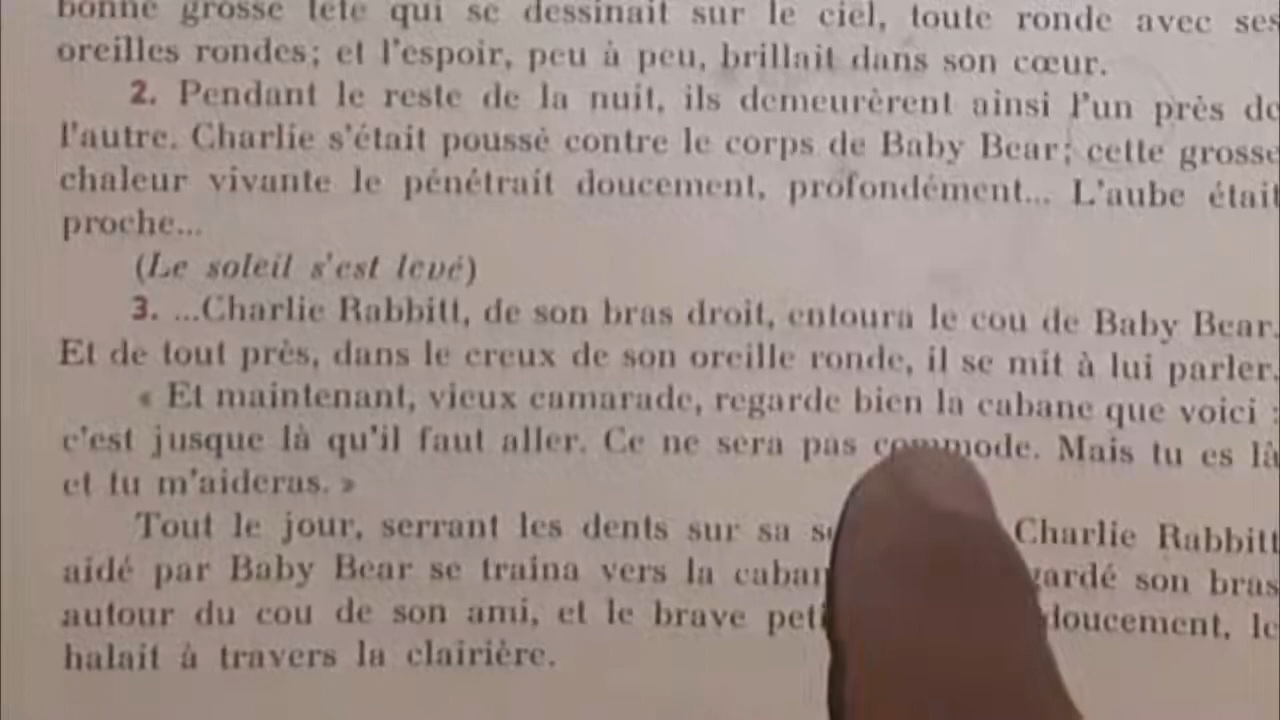 bonne grosse tête qui se dessinait sur le ciel, toute ronde avec ses
oreilles rondes; et l'espoir, peu à peu, brillait dans son cœur.
2. Pendant le reste de la nuit, ils demeurèrent ainsi l'un près de
l'autre. Charlie s'était poussé contre le corps de Baby Bear; cette grosse
chaleur vivante le pénétrait doucement, profondément... L'aube était
proche...
(Le soleil s'est levé)
3. ...Charlie Rabbitt, de son bras droit, entoura le cou de Baby Bear.
Et de tout près, dans le creux de son oreille ronde, il se mit à lui parler.
« Et maintenant, vieux camarade, regarde bien la cabane que voici :
c'est jusque là qu'il faut aller. Ce ne sera pas commode. Mais tu es là
et tu m'aideras. »
Tout le jour, serrant les dents sur sa Charlie Rabbitt
aidé par Baby Bear se traîna vers la son bras
autour du cou de son ami, et le brave doucement, le
halait à travers la clairière.